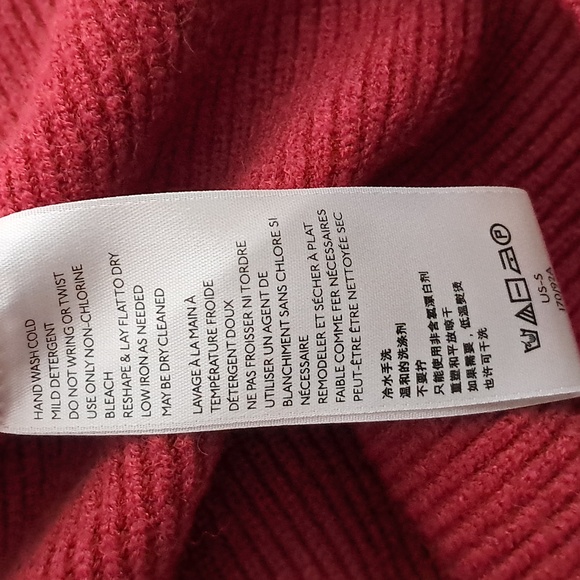 HAND WASH COLD
MILD DETERGENT
DO NOT WRING OR TWIST
USE ONLY NON-CHLORINE
BLEACH
RESHAPE & LAY FLAT TO DRY
LOW IRON AS NEEDED
MAY BE DRY CLEANED
LAVAGE À LA MAIN À
TEMPÉRATURE FROIDE
DÉTERGENT DOUX
NE PAS FROISSER NI TORDRE
UTILISER UN AGENT DE
BLANCHIMENT SANS CHLORE SI
NÉCESSAIRE
REMODELER ET SÉCHER À PLAT
FAIBLE COMME FER NÉCESSAIRES
PEUT-ÊTRE ÊTRE NETTOYÉE SEC
冷水手洗
温和的洗涤剂
不要拧
只能使用非含氯漂白剂
重塑和平放晾干
如果需要，低温熨烫
也许可干洗
P
US-S
170/92A